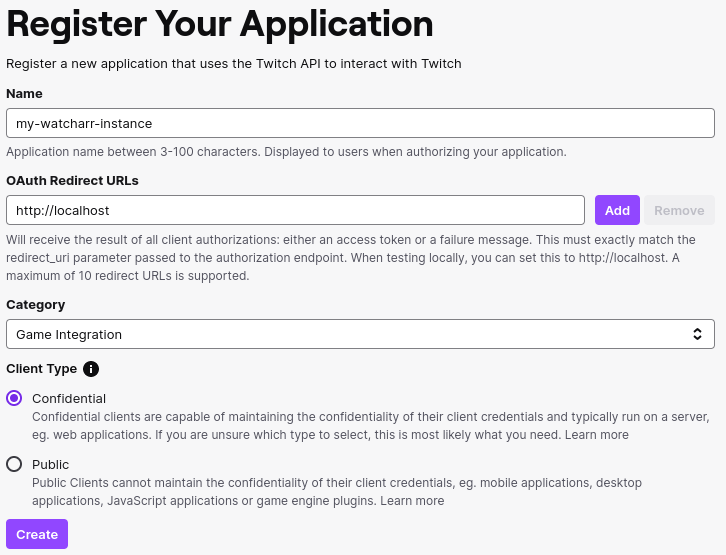 Register Your Application
Register a new application that uses the Twitch API to interact with Twitch
Name
my-watcharr-instance
Application name between 3-100 characters. Displayed to users when authorizing your application.
OAuth Redirect URLs
http://localhost
Add
Remove
Will receive the result of all client authorizations: either an access token or a failure message. This must exactly match the
redirect_uri parameter passed to the authorization endpoint. When testing locally, you can set this to http://localhost. A
maximum of 10 redirect URLs is supported.
Category
Game Integration
Client Type
Confidential
Confidential clients are capable of maintaining the confidentiality of their client credentials and typically run on a server,
eg. web applications. If you are unsure which type to select, this is most likely what you need. Learn more
Public
Public Clients cannot maintain the confidentiality of their client credentials, eg. mobile applications, desktop
applications, JavaScript applications or game engine plugins. Learn more
Create